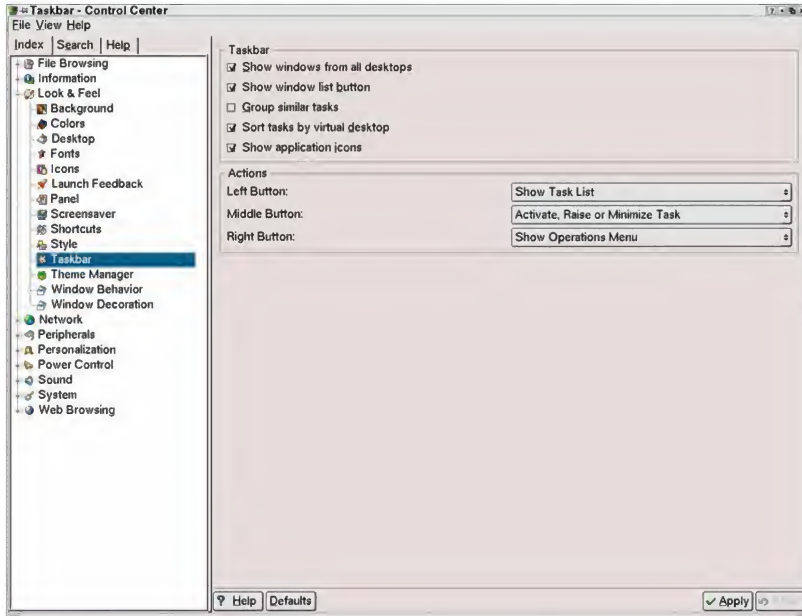 Taskbar - Control Center
File View Help
Index Search Help
File Browsing
Information
Look & Feel
Background
Colors
Desktop
Fonts
Icons
Launch Feedback
Panel
Screensaver
Shortcuts
Style
Taskbar
Theme Manager
Window Behavior
Window Decoration
Network
Peripherals
Personalization
Power Control
Sound
System
Web Browsing
Taskbar
Show windows from all desktops
Show window list button
Group similar tasks
Sort tasks by virtual desktop
Show application icons
Actions
Left Button: Show Task List
Middle Button: Activate, Raise or Minimize Task
Right Button: Show Operations Menu
? Help Defaults Apply